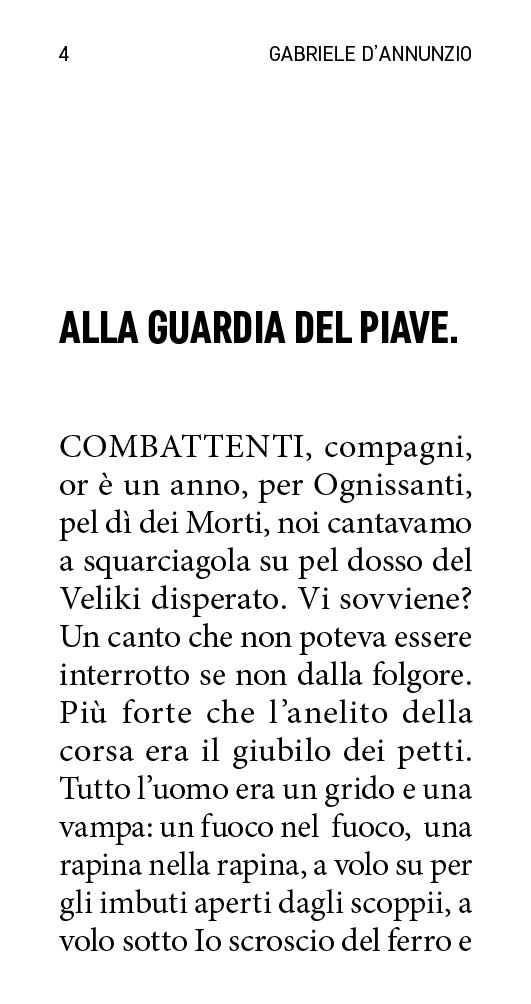 4 GABRIELE D’ANNUNZIO
ALLA GUARDIA DEL PIAVE.
COMBATTENTI, compagni,
or è un anno, per Ognissanti,
pel dì dei Morti, noi cantavamo
a squarciagola su pel dosso del
Veliki disperato. Vi sovviene?
Un canto che non poteva essere
interrotto se non dalla folgore.
Più forte che l’anelito della
corsa era il giubilo dei petti.
Tutto l’uomo era un grido e una
vampa: un fuoco nel fuoco, una
rapina nella rapina, a volo su per
gli imbuti aperti dagli scoppii, a
volo sotto Io scroscio del ferro e